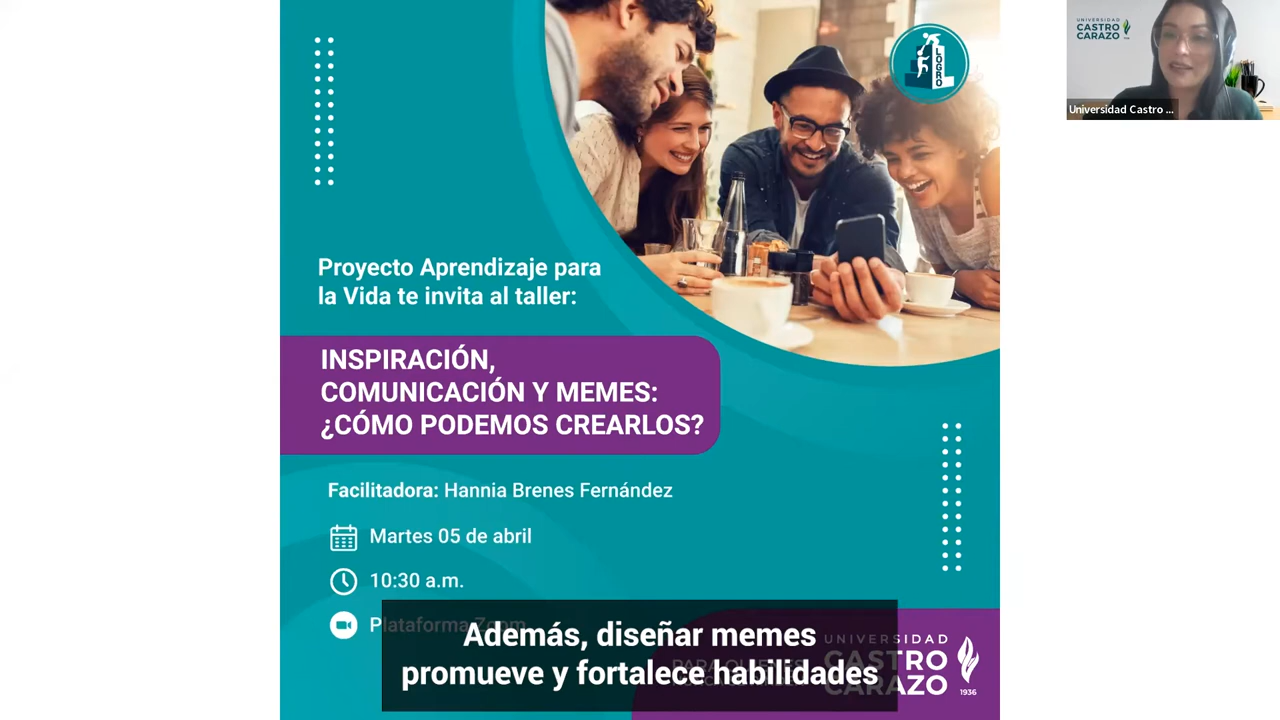 LOGRO
Proyecto Aprendizaje para
la Vida te invita al taller:
INSPIRACIÓN,
COMUNICACIÓN Y MEMES:
¿CÓMO PODEMOS CREARLOS?
Facilitadora: Hannia Brenes Fernández
Martes 05 de abril
10:30 a.m.
Plataforma Zoom
Además, diseñar memes
promueve y fortalece habilidades
UNIVERSIDAD
CASTRO
CARAZO
1936
UNIVERSIDAD
CASTRO
CARAZO
Universidad Castro ...